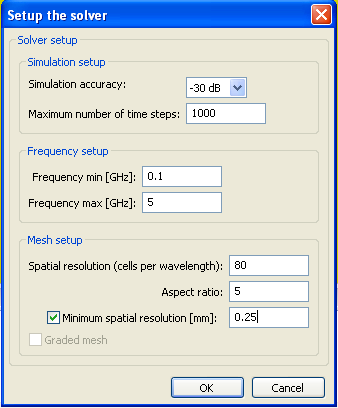 Setup the solver
Solver setup
Simulation setup
Simulation accuracy: -30 dB
Maximum number of time steps: 1000
Frequency setup
Frequency min [GHz]: 0.1
Frequency max [GHz]: 5
Mesh setup
Spatial resolution (cells per wavelength): 80
Aspect ratio: 5
Minimum spatial resolution [mm]: 0.25
Graded mesh
OK Cancel